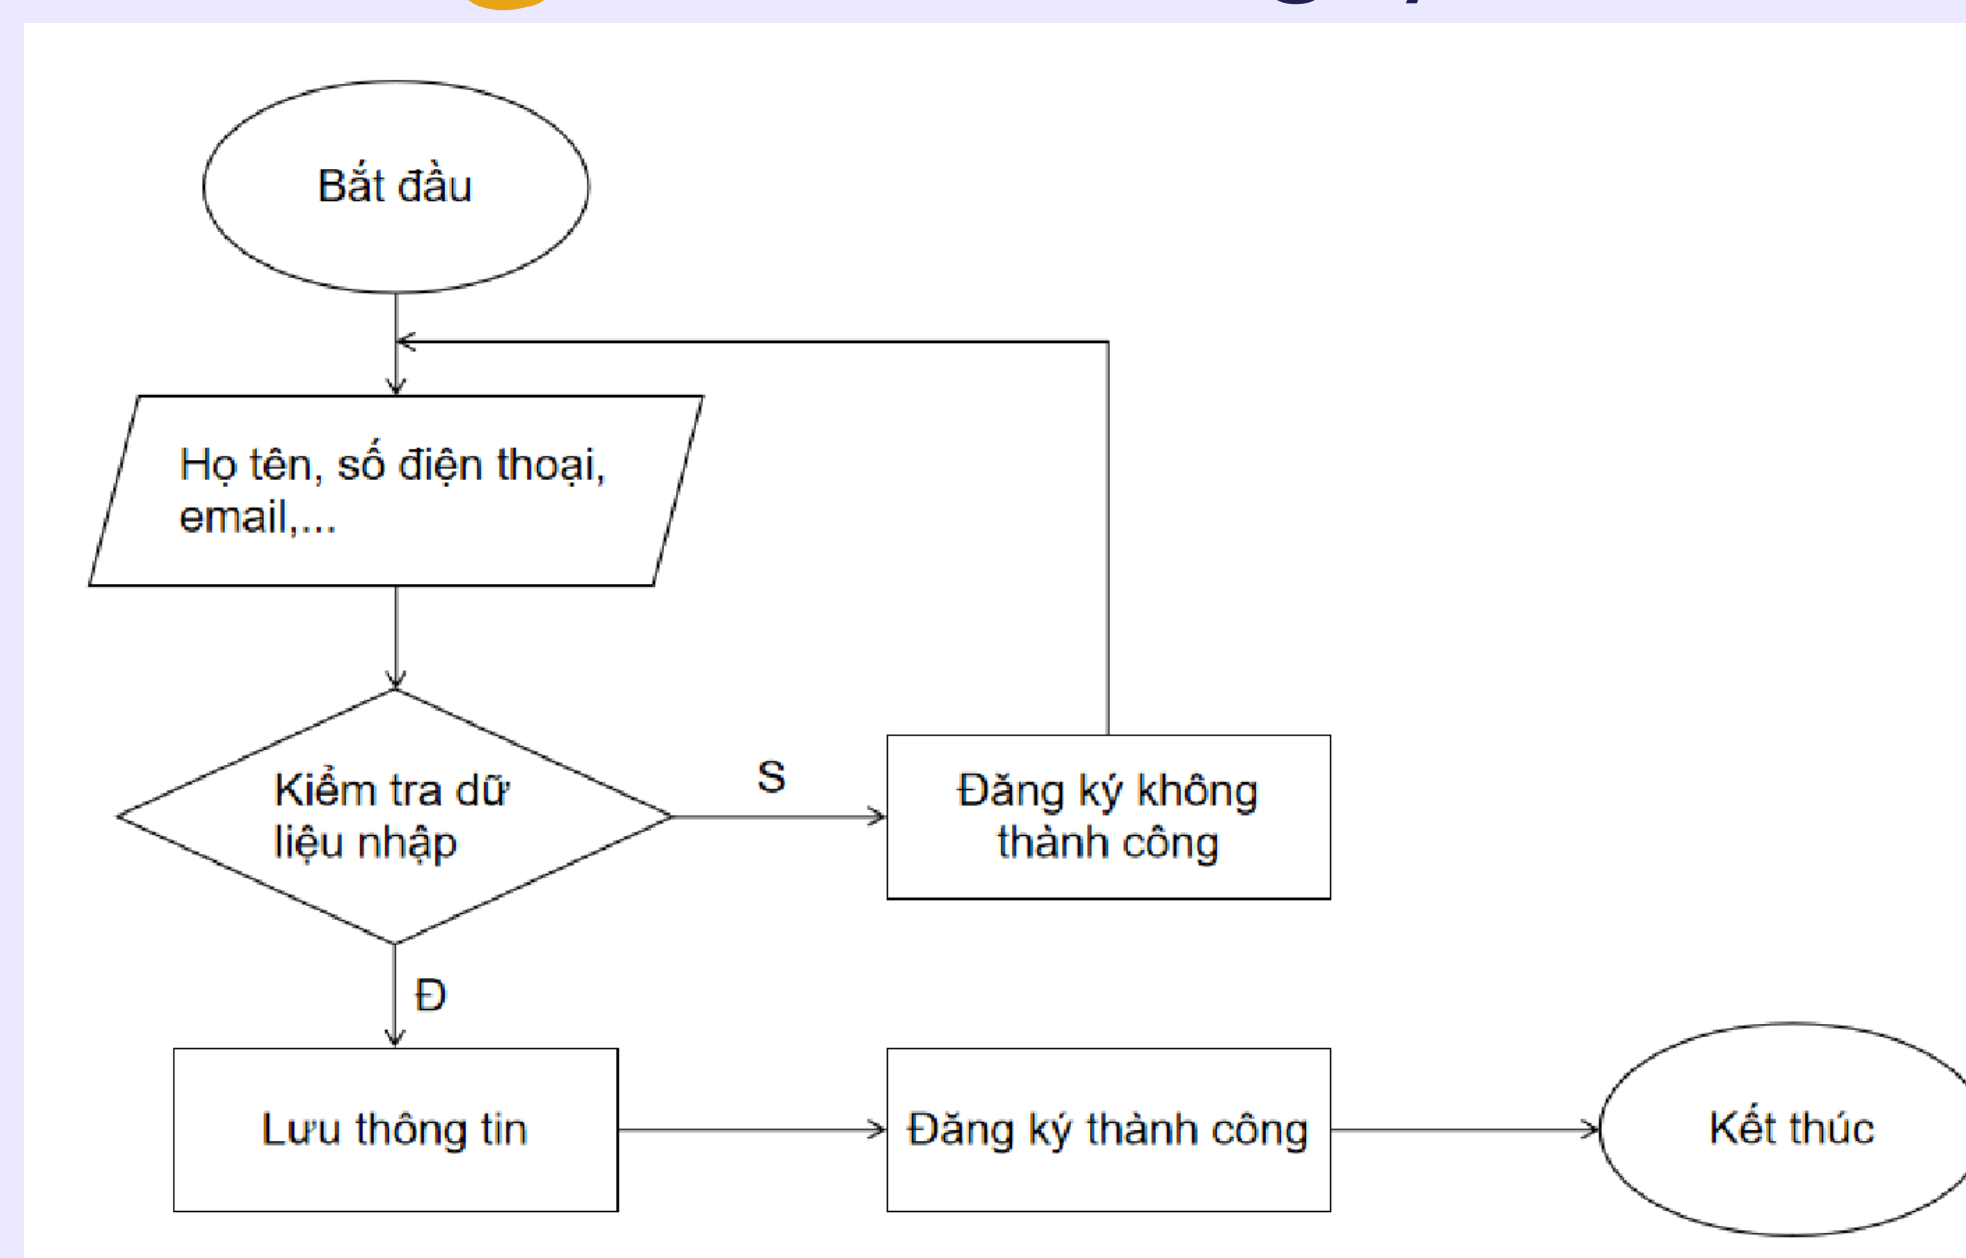 Bắt đầu
Họ tên, số điện thoại,
email,...
Kiểm tra dữ
liệu nhập
S
Đăng ký không
thành công
Đ
Lưu thông tin
Đăng ký thành công
Kết thúc